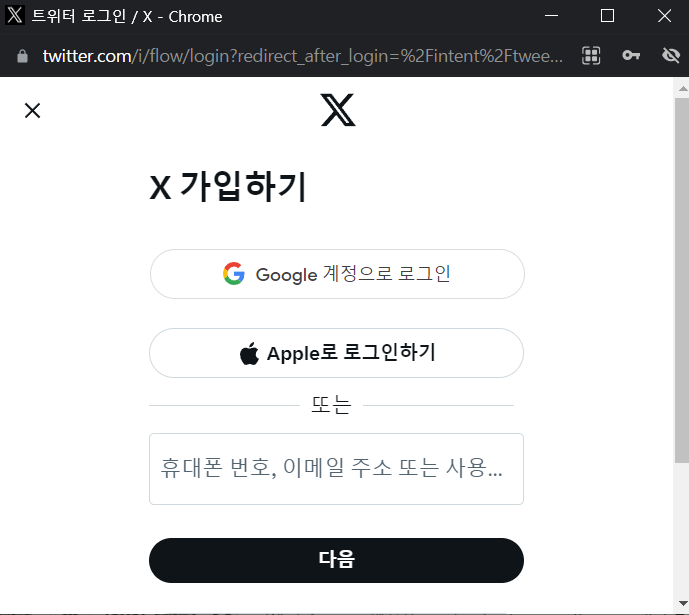 트위터 로그인 / X - Chrome
twitter.com/i/flow/login?redirect_after_login=%2Fintent%2Ftwee...
X 가입하기
Google 계정으로 로그인
Apple로 로그인하기
또는
휴대폰 번호, 이메일 주소 또는 사용...
다음